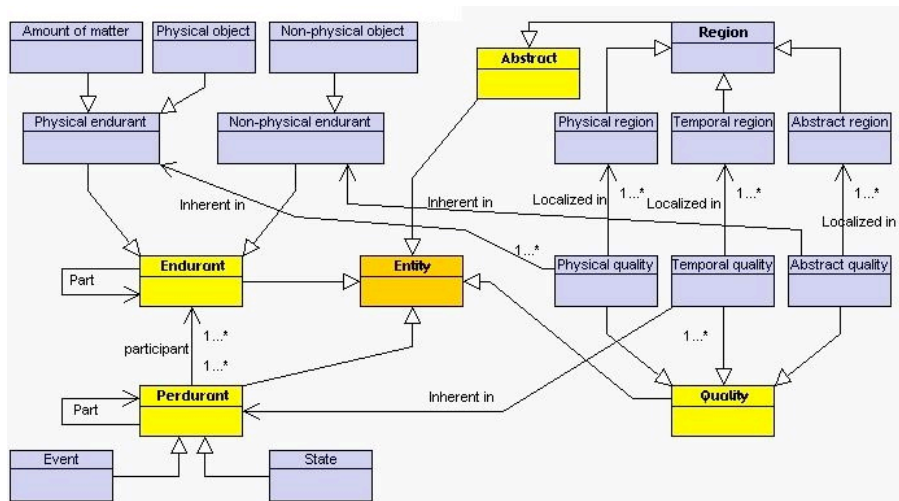 Amount of matter
Physical object
Non-physical object
Abstract
Region
Physical endurant
Non-physical endurant
Physical region
Temporal region
Abstract region
Inherent in
Inherent in
Localized in
1...*
Localized in
1...*
Localized in
1...*
Endurant
Entity
1...*
Physical quality
Temporal quality
Abstract quality
Part
participant
1...*
1...*
1...*
Perdurant
Part
Inherent in
Quality
Event
State